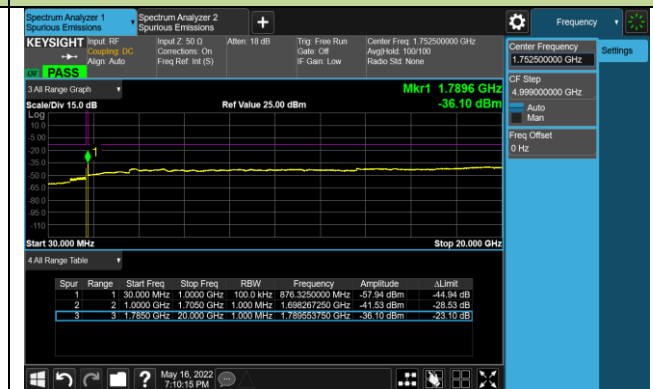 Spectrum Analyzer 1
Spurious Emissions
Spectrum Analyzer 2
Spurious Emissions
Frequency
KEYSIGHT
Input: RF
Coupling: DC
Align: Auto
Input Z: 50 Ω
Corrections: On
Freq Ref: Int (S)
Atten: 18 dB
Trig: Free Run
Gate: Off
IF Gain: Low
Center Freq: 1.752500000 GHz
Avg|Hold: 100/100
Radio Std: None
PASS
Center Frequency
1.752500000 GHz
Settings
CF Step
4.999000000 GHz
Auto
Man
Freq Offset
0 Hz
3 All Range Graph
Mkr1 1.7896 GHz
Scale/Div 15.0 dB
Ref Value 25.00 dBm
-36.10 dBm
Log
10.0
-5.00
-20.0
-35.0
-50.0
-65.0
-80.0
-95.0
-110
1
Start 30.000 MHz
Stop 20.000 GHz
4 All Range Table
Spur Range Start Freq Stop Freq RBW Frequency Amplitude ΔLimit
1 1 30.000 MHz 1.0000 GHz 100.0 kHz 876.3250000 MHz -57.94 dBm -44.94 dB
2 2 1.0000 GHz 1.7050 GHz 1.000 MHz 1.698267250 GHz -41.53 dBm -28.53 dB
3 3 1.7850 GHz 20.000 GHz 1.000 MHz 1.789553750 GHz -36.10 dBm -23.10 dB
May 16, 2022
7:10:15 PM